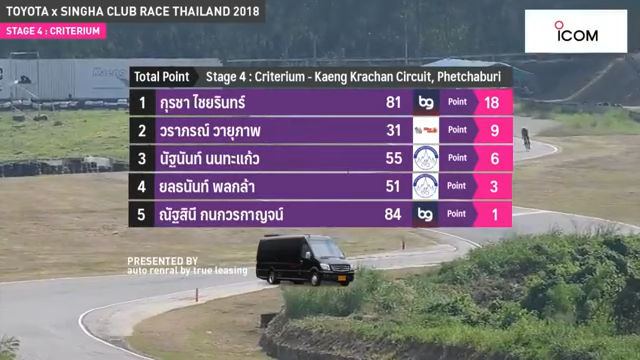 TOYOTA x SINGHA CLUB RACE THAILAND 2018
STAGE 4 : CRITERIUM
iCOM
Total Point Stage 4 : Criterium - Kaeng Krachan Circuit, Phetchaburi
1 กุรชา ไชยรินทร์ 81 bg Point 18
2 วราภรณ์ วายุภาพ 31 Point 9
3 นัฐนันท์ นนทะแก้ว 55 Point 6
4 ยลธนันท์ พลกล้า 51 Point 3
5 ณัฐสินี กนกวรกาญจน์ 84 bg Point 1
PRESENTED BY
auto renral by true leasing